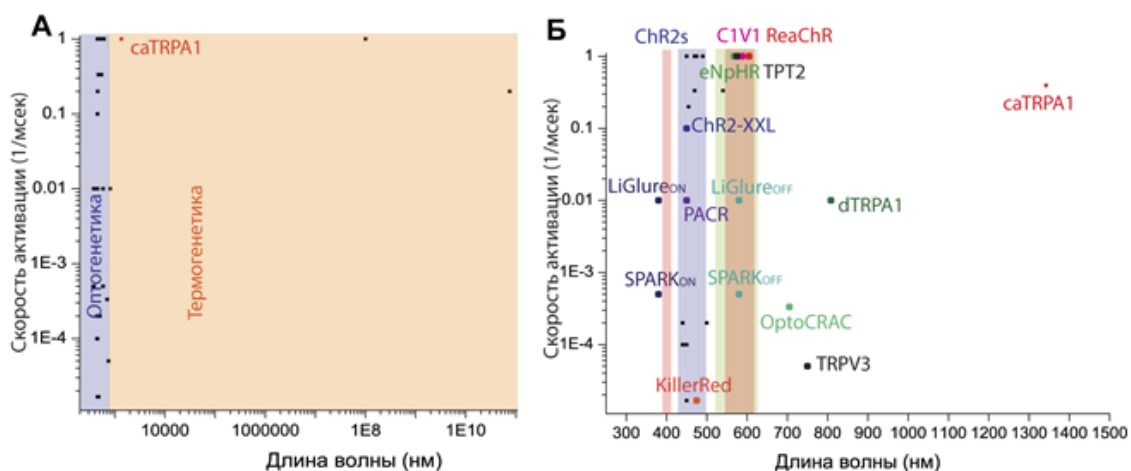 А
Скорость активации (1/мсек)
1
0.1
0.01
1E-3
1E-4
caTRPA1
Оптогенетика
Термогенетика
10000
1000000
1E8
1E10
Длина волны (нм)
Б
Скорость активации (1/мсек)
1
0.1
0.01
1E-3
1E-4
ChR2s
C1V1 ReaChR
eNpHR TPT2
caTRPA1
ChR2-XXL
LiGlureON
LiGlureOFF
PACR
dTRPA1
SPARKON
SPARKOFF
OptoCRAC
TRPV3
KillerRed
300 400 500 600 700 800 900 1000 1100 1200 1300 1400 1500
Длина волны (нм)